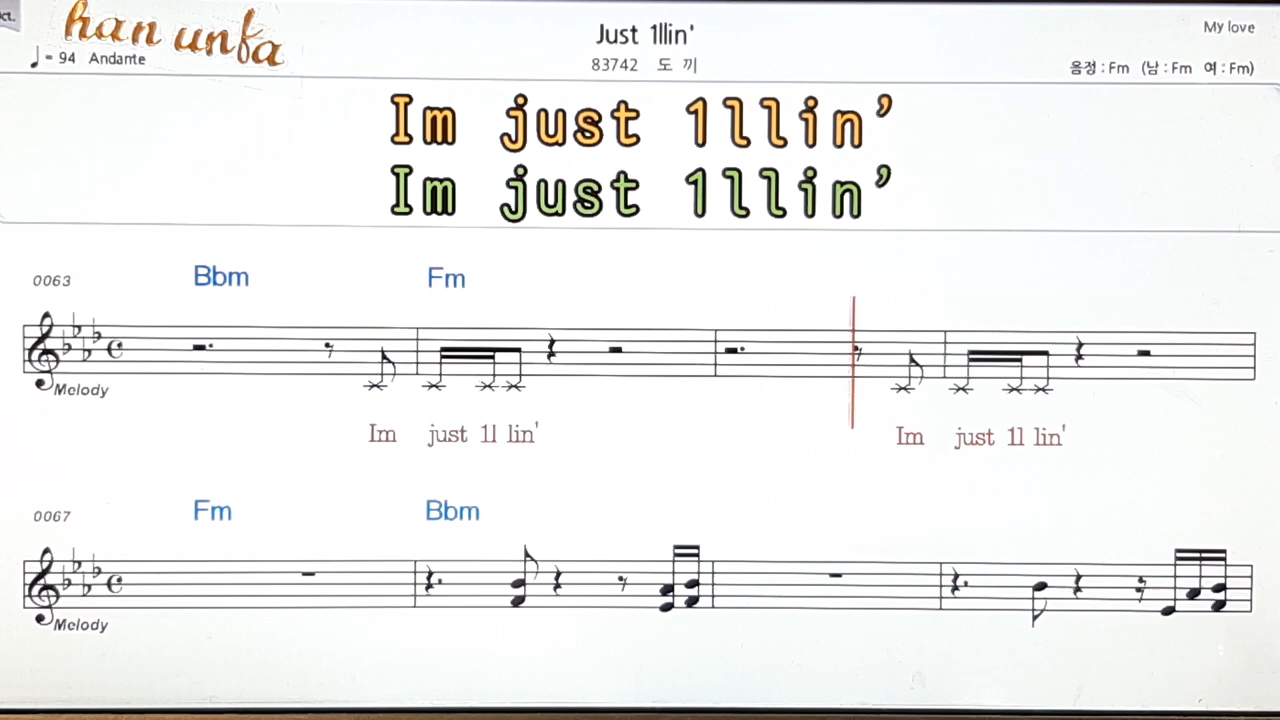 ct.
han unfa
Just 1llin'
My love
♩= 94 Andante
83742 도 끼
음정 : Fm (남 : Fm 여 : Fm)
Im just 1llin’
Im just 1llin’
0063 Bbm Fm
Melody
Im just 1l lin' Im just 1l lin'
0067 Fm Bbm
Melody